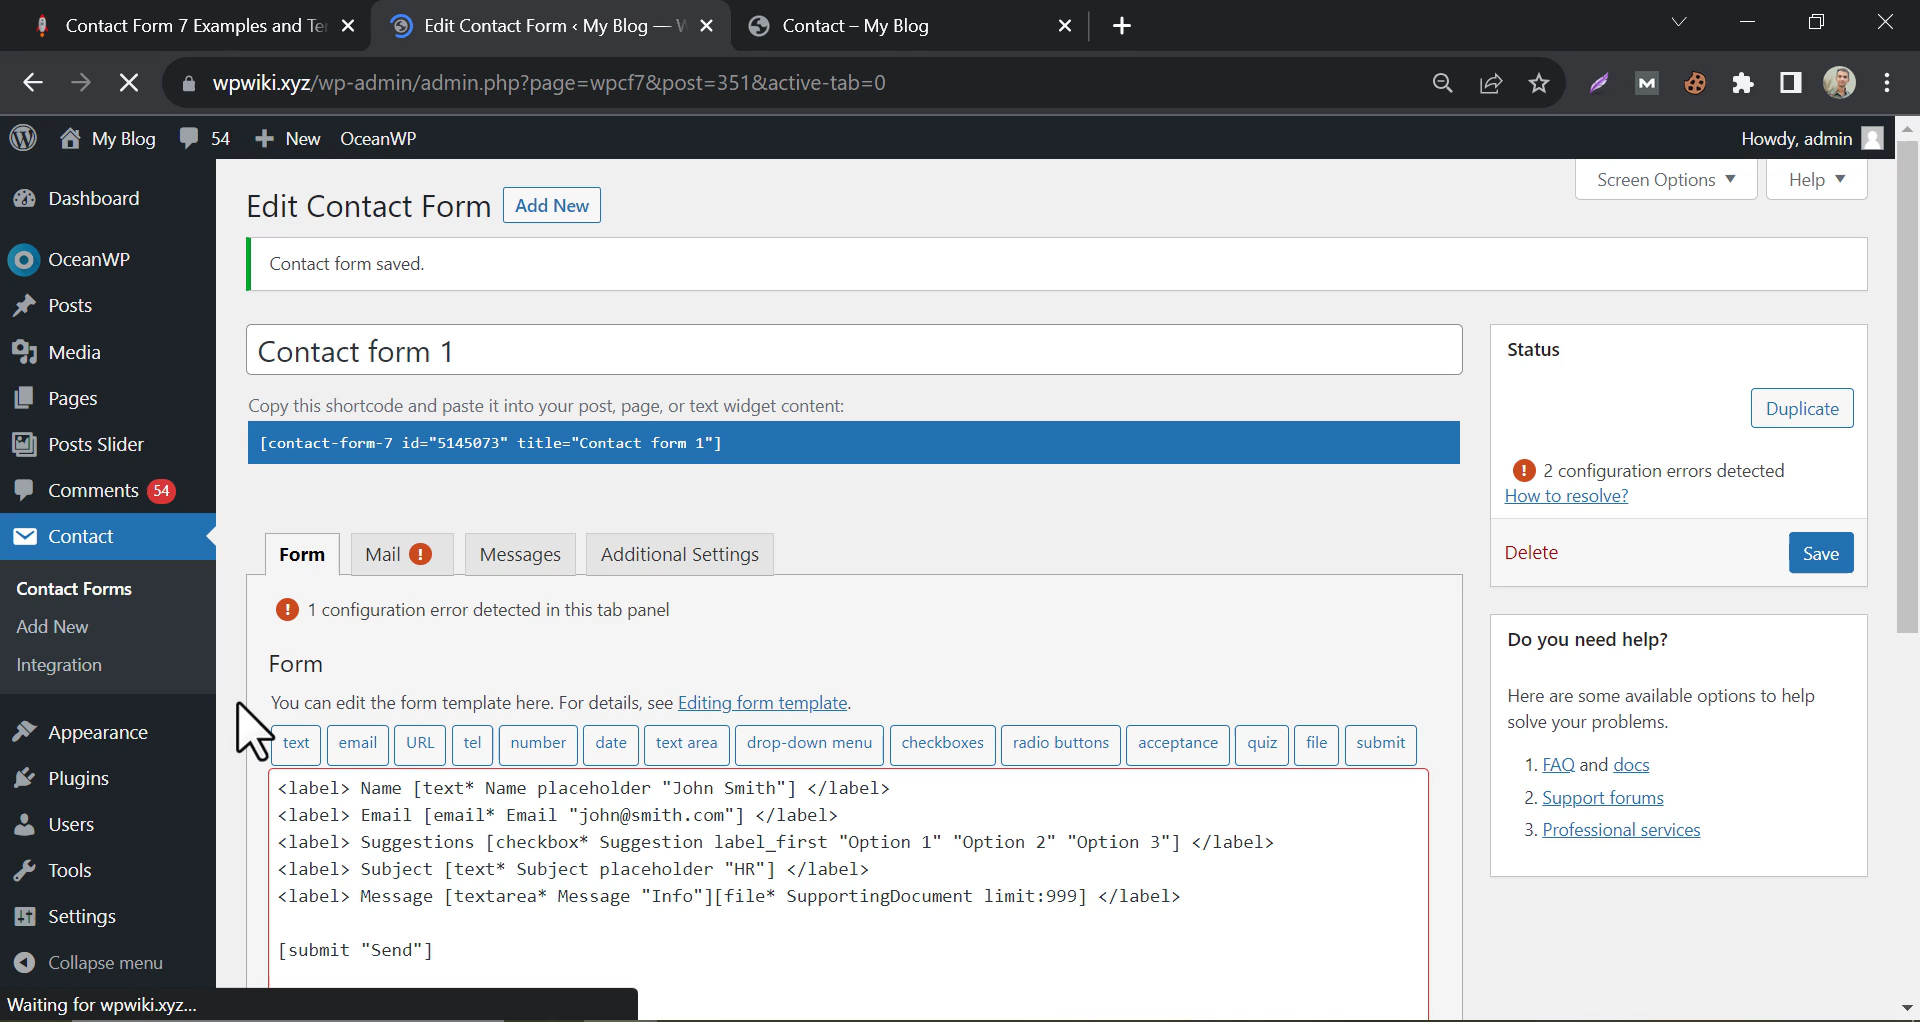 Contact Form 7 Examples and Te
Edit Contact Form ‹ My Blog — W
Contact – My Blog
wpwiki.xyz/wp-admin/admin.php?page=wpcf7&post=351&active-tab=0
My Blog
54
New
OceanWP
Howdy, admin
Dashboard
OceanWP
Posts
Media
Pages
Posts Slider
Comments 54
Contact
Contact Forms
Add New
Integration
Appearance
Plugins
Users
Tools
Settings
Collapse menu
Waiting for wpwiki.xyz...
Screen Options
Help
Edit Contact Form
Add New
Contact form saved.
Contact form 1
Copy this shortcode and paste it into your post, page, or text widget content:
[contact-form-7 id="5145073" title="Contact form 1"]
Form
Mail !
Messages
Additional Settings
! 1 configuration error detected in this tab panel
Form
You can edit the form template here. For details, see Editing form template.
text
email
URL
tel
number
date
text area
drop-down menu
checkboxes
radio buttons
acceptance
quiz
file
submit
<label> Name [text* Name placeholder "John Smith"] </label>
<label> Email [email* Email "john@smith.com"] </label>
<label> Suggestions [checkbox* Suggestion label_first "Option 1" "Option 2" "Option 3"] </label>
<label> Subject [text* Subject placeholder "HR"] </label>
<label> Message [textarea* Message "Info"][file* SupportingDocument limit:999] </label>
[submit "Send"]
Status
Duplicate
! 2 configuration errors detected
How to resolve?
Delete
Save
Do you need help?
Here are some available options to help
solve your problems.
1. FAQ and docs
2. Support forums
3. Professional services